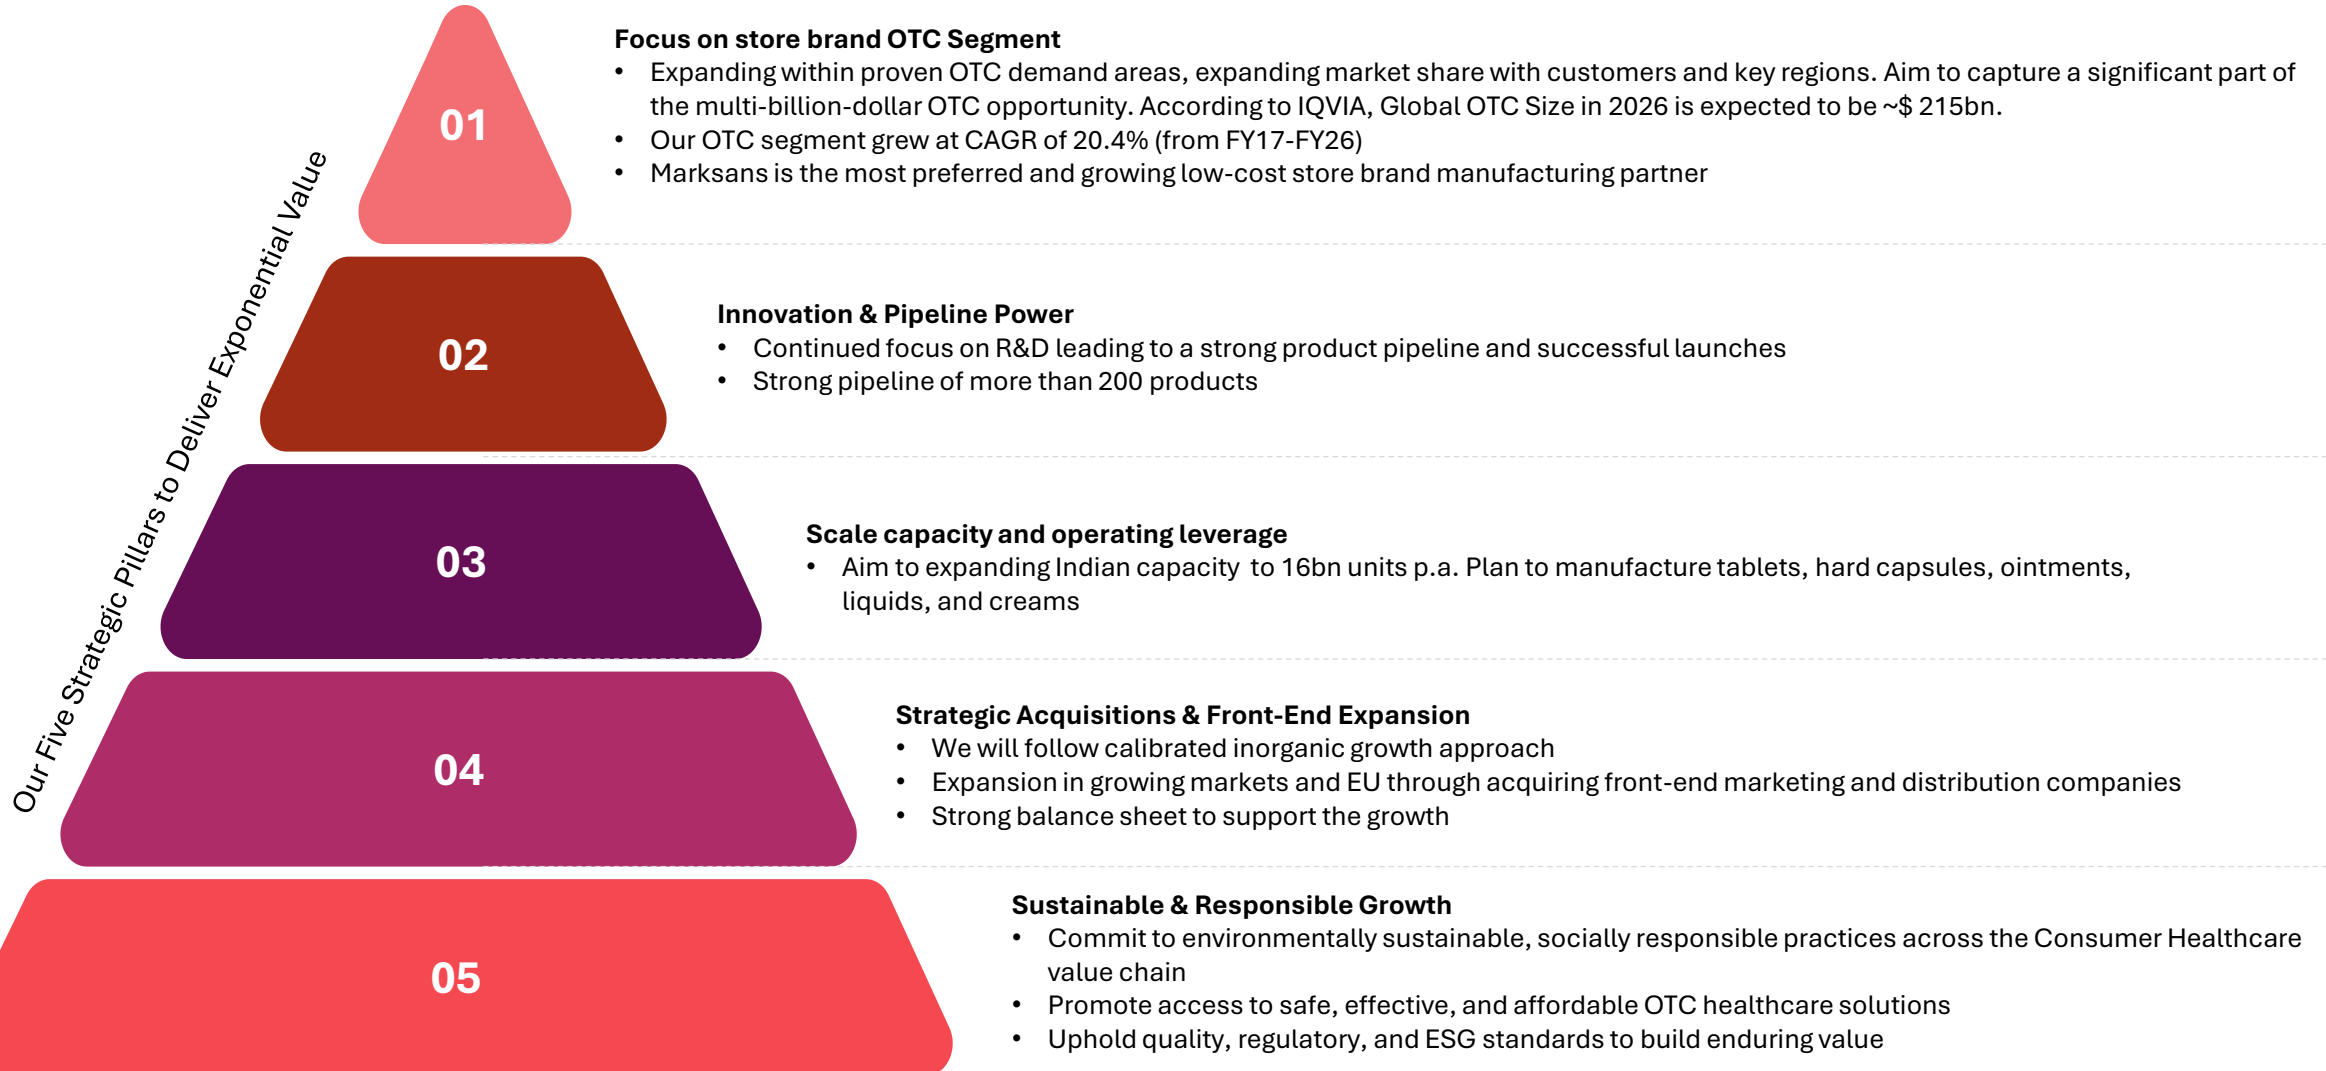 Our Five Strategic Pillars to Deliver Exponential Value
01
Focus on store brand OTC Segment
• Expanding within proven OTC demand areas, expanding market share with customers and key regions. Aim to capture a significant part of
the multi-billion-dollar OTC opportunity. According to IQVIA, Global OTC Size in 2026 is expected to be ~$ 215bn.
• Our OTC segment grew at CAGR of 20.4% (from FY17-FY26)
• Marksans is the most preferred and growing low-cost store brand manufacturing partner
02
Innovation & Pipeline Power
• Continued focus on R&D leading to a strong product pipeline and successful launches
• Strong pipeline of more than 200 products
03
Scale capacity and operating leverage
• Aim to expanding Indian capacity  to 16bn units p.a. Plan to manufacture tablets, hard capsules, ointments,
liquids, and creams
04
Strategic Acquisitions & Front-End Expansion
• We will follow calibrated inorganic growth approach
• Expansion in growing markets and EU through acquiring front-end marketing and distribution companies
• Strong balance sheet to support the growth
05
Sustainable & Responsible Growth
• Commit to environmentally sustainable, socially responsible practices across the Consumer Healthcare
value chain
• Promote access to safe, effective, and affordable OTC healthcare solutions
• Uphold quality, regulatory, and ESG standards to build enduring value